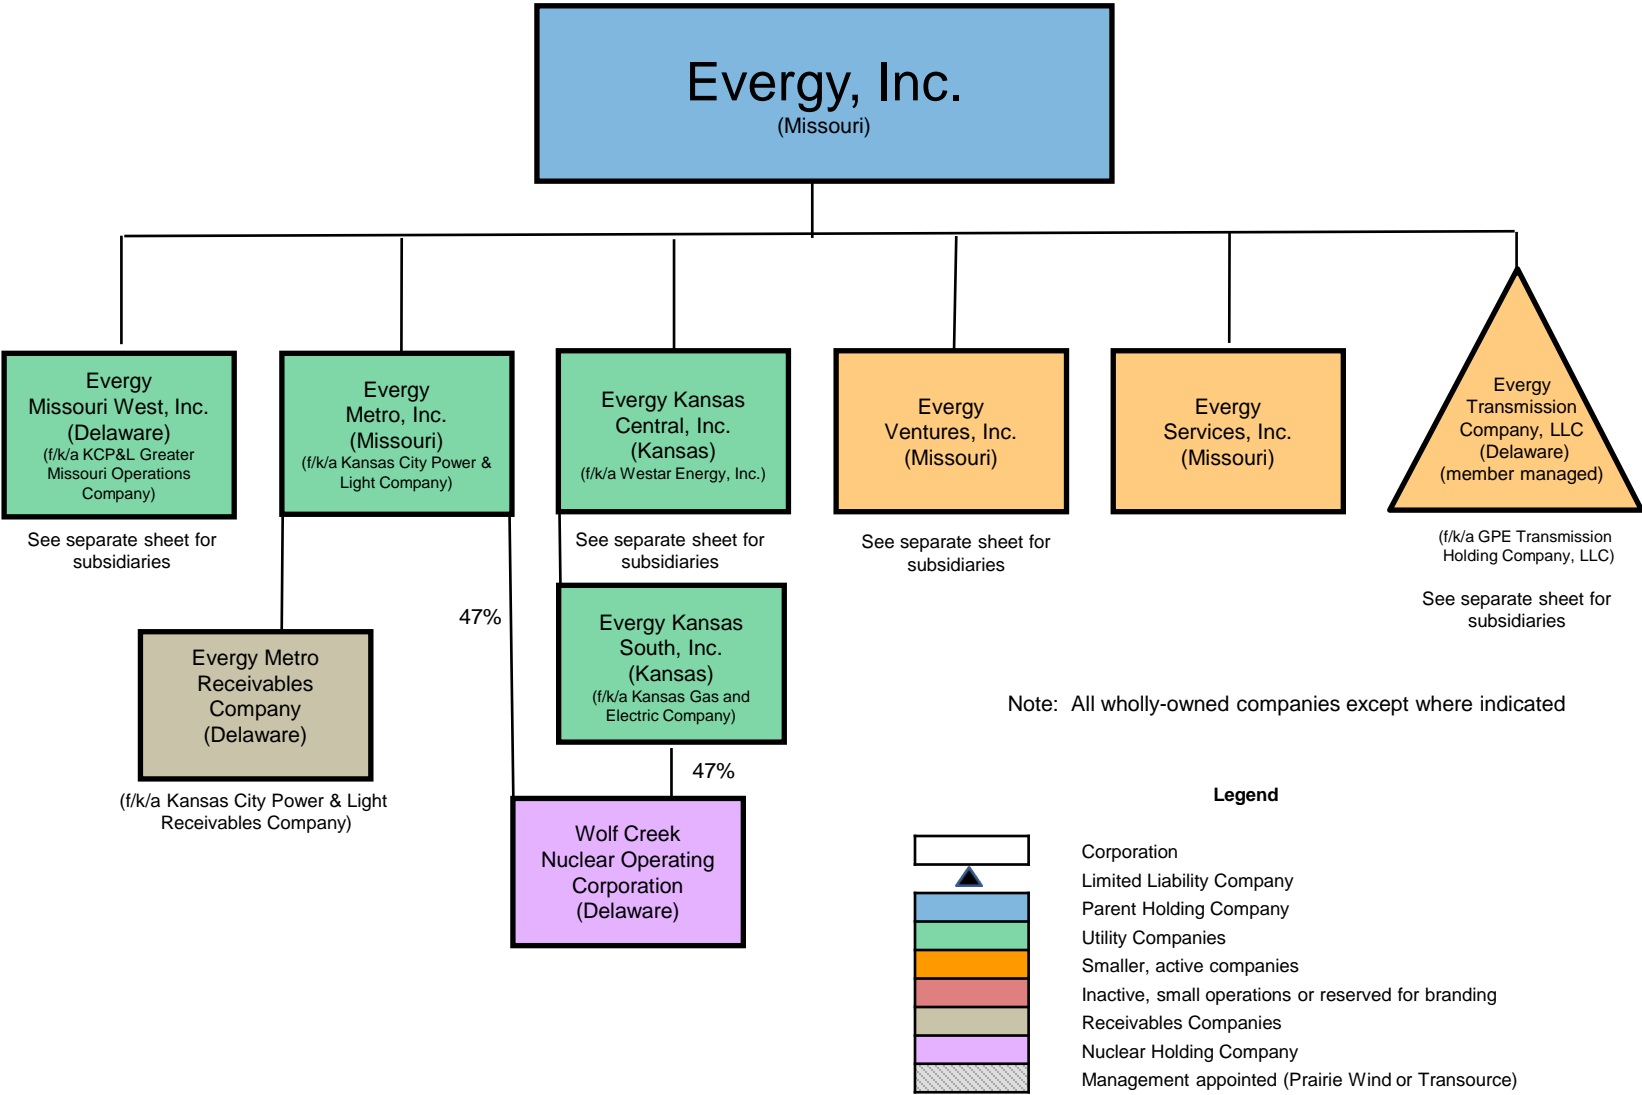 Evergy, Inc.
(Missouri)
Evergy
Missouri West, Inc.
(Delaware)
(f/k/a KCP&L Greater
Missouri Operations
Company)
See separate sheet for
subsidiaries
Evergy
Metro, Inc.
(Missouri)
(f/k/a Kansas City Power &
Light Company)
Evergy Kansas
Central, Inc.
(Kansas)
(f/k/a Westar Energy, Inc.)
See separate sheet for
subsidiaries
Evergy
Ventures, Inc.
(Missouri)
See separate sheet for
subsidiaries
Evergy
Services, Inc.
(Missouri)
Evergy
Transmission
Company, LLC
(Delaware)
(member managed)
(f/k/a GPE Transmission
Holding Company, LLC)
See separate sheet for
subsidiaries
47%
Evergy Metro
Receivables
Company
(Delaware)
(f/k/a Kansas City Power & Light
Receivables Company)
Evergy Kansas
South, Inc.
(Kansas)
(f/k/a Kansas Gas and
Electric Company)
47%
Wolf Creek
Nuclear Operating
Corporation
(Delaware)
Note: All wholly-owned companies except where indicated
Legend
Corporation
Limited Liability Company
Parent Holding Company
Utility Companies
Smaller, active companies
Inactive, small operations or reserved for branding
Receivables Companies
Nuclear Holding Company
Management appointed (Prairie Wind or Transource)